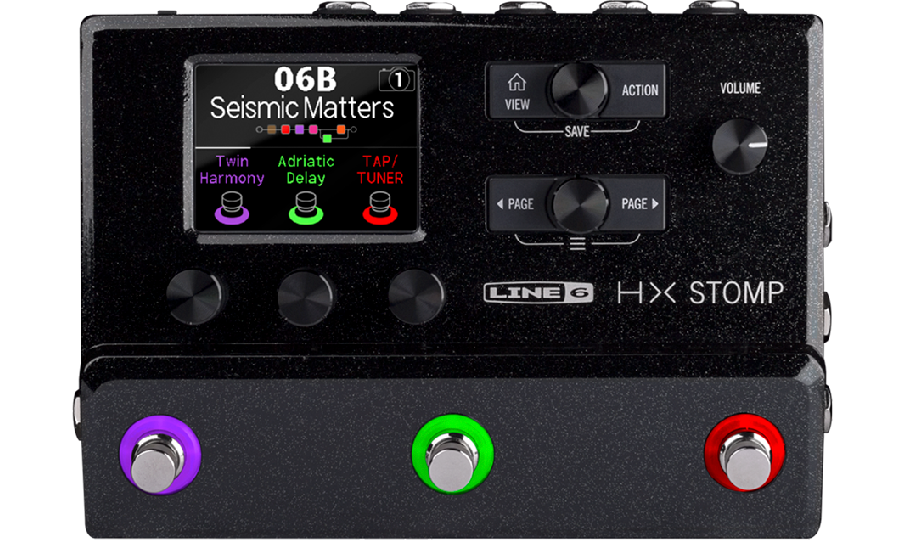 06B
1
Seismic Matters
Twin Harmony
Adriatic Delay
TAP/ TUNER
VIEW
ACTION
SAVE
VOLUME
PAGE
PAGE
LINE 6
HX STOMP